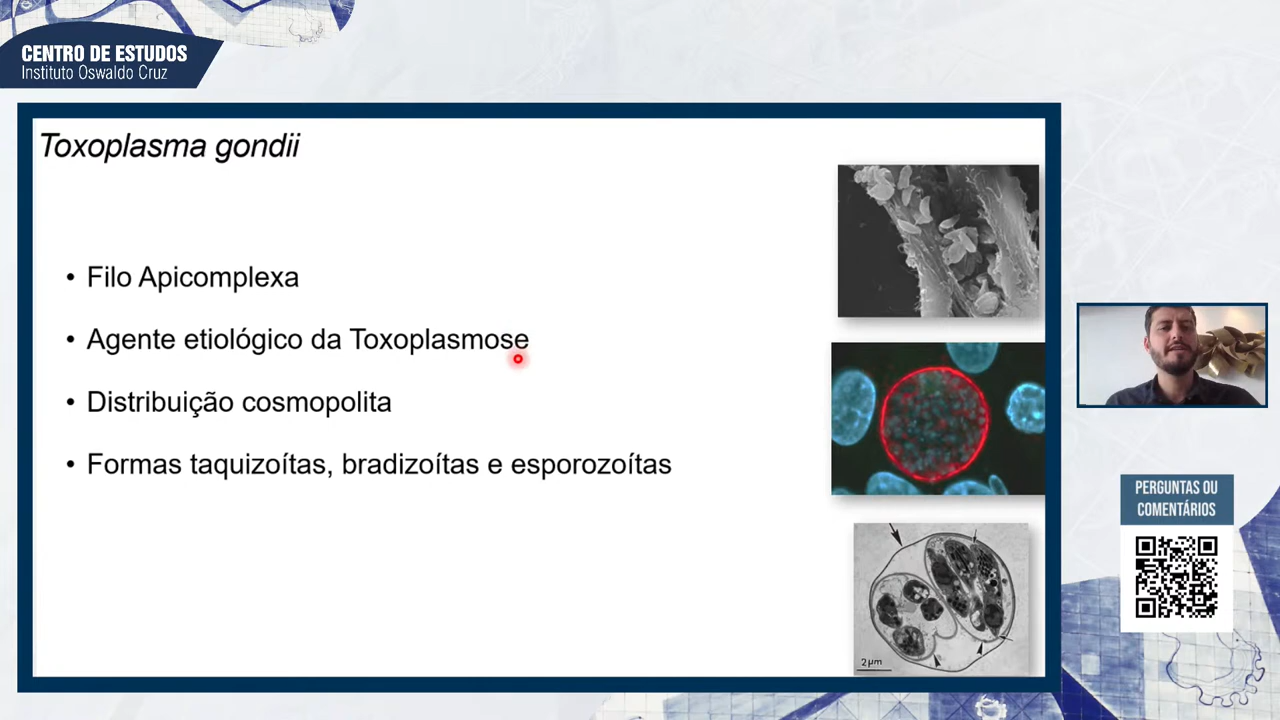 CENTRO DE ESTUDOS
Instituto Oswaldo Cruz
Toxoplasma gondii
• Filo Apicomplexa
• Agente etiológico da Toxoplasmose
• Distribuição cosmopolita
• Formas taquizoítas, bradizoítas e esporozoítas
2µm
PERGUNTAS OU
COMENTÁRIOS